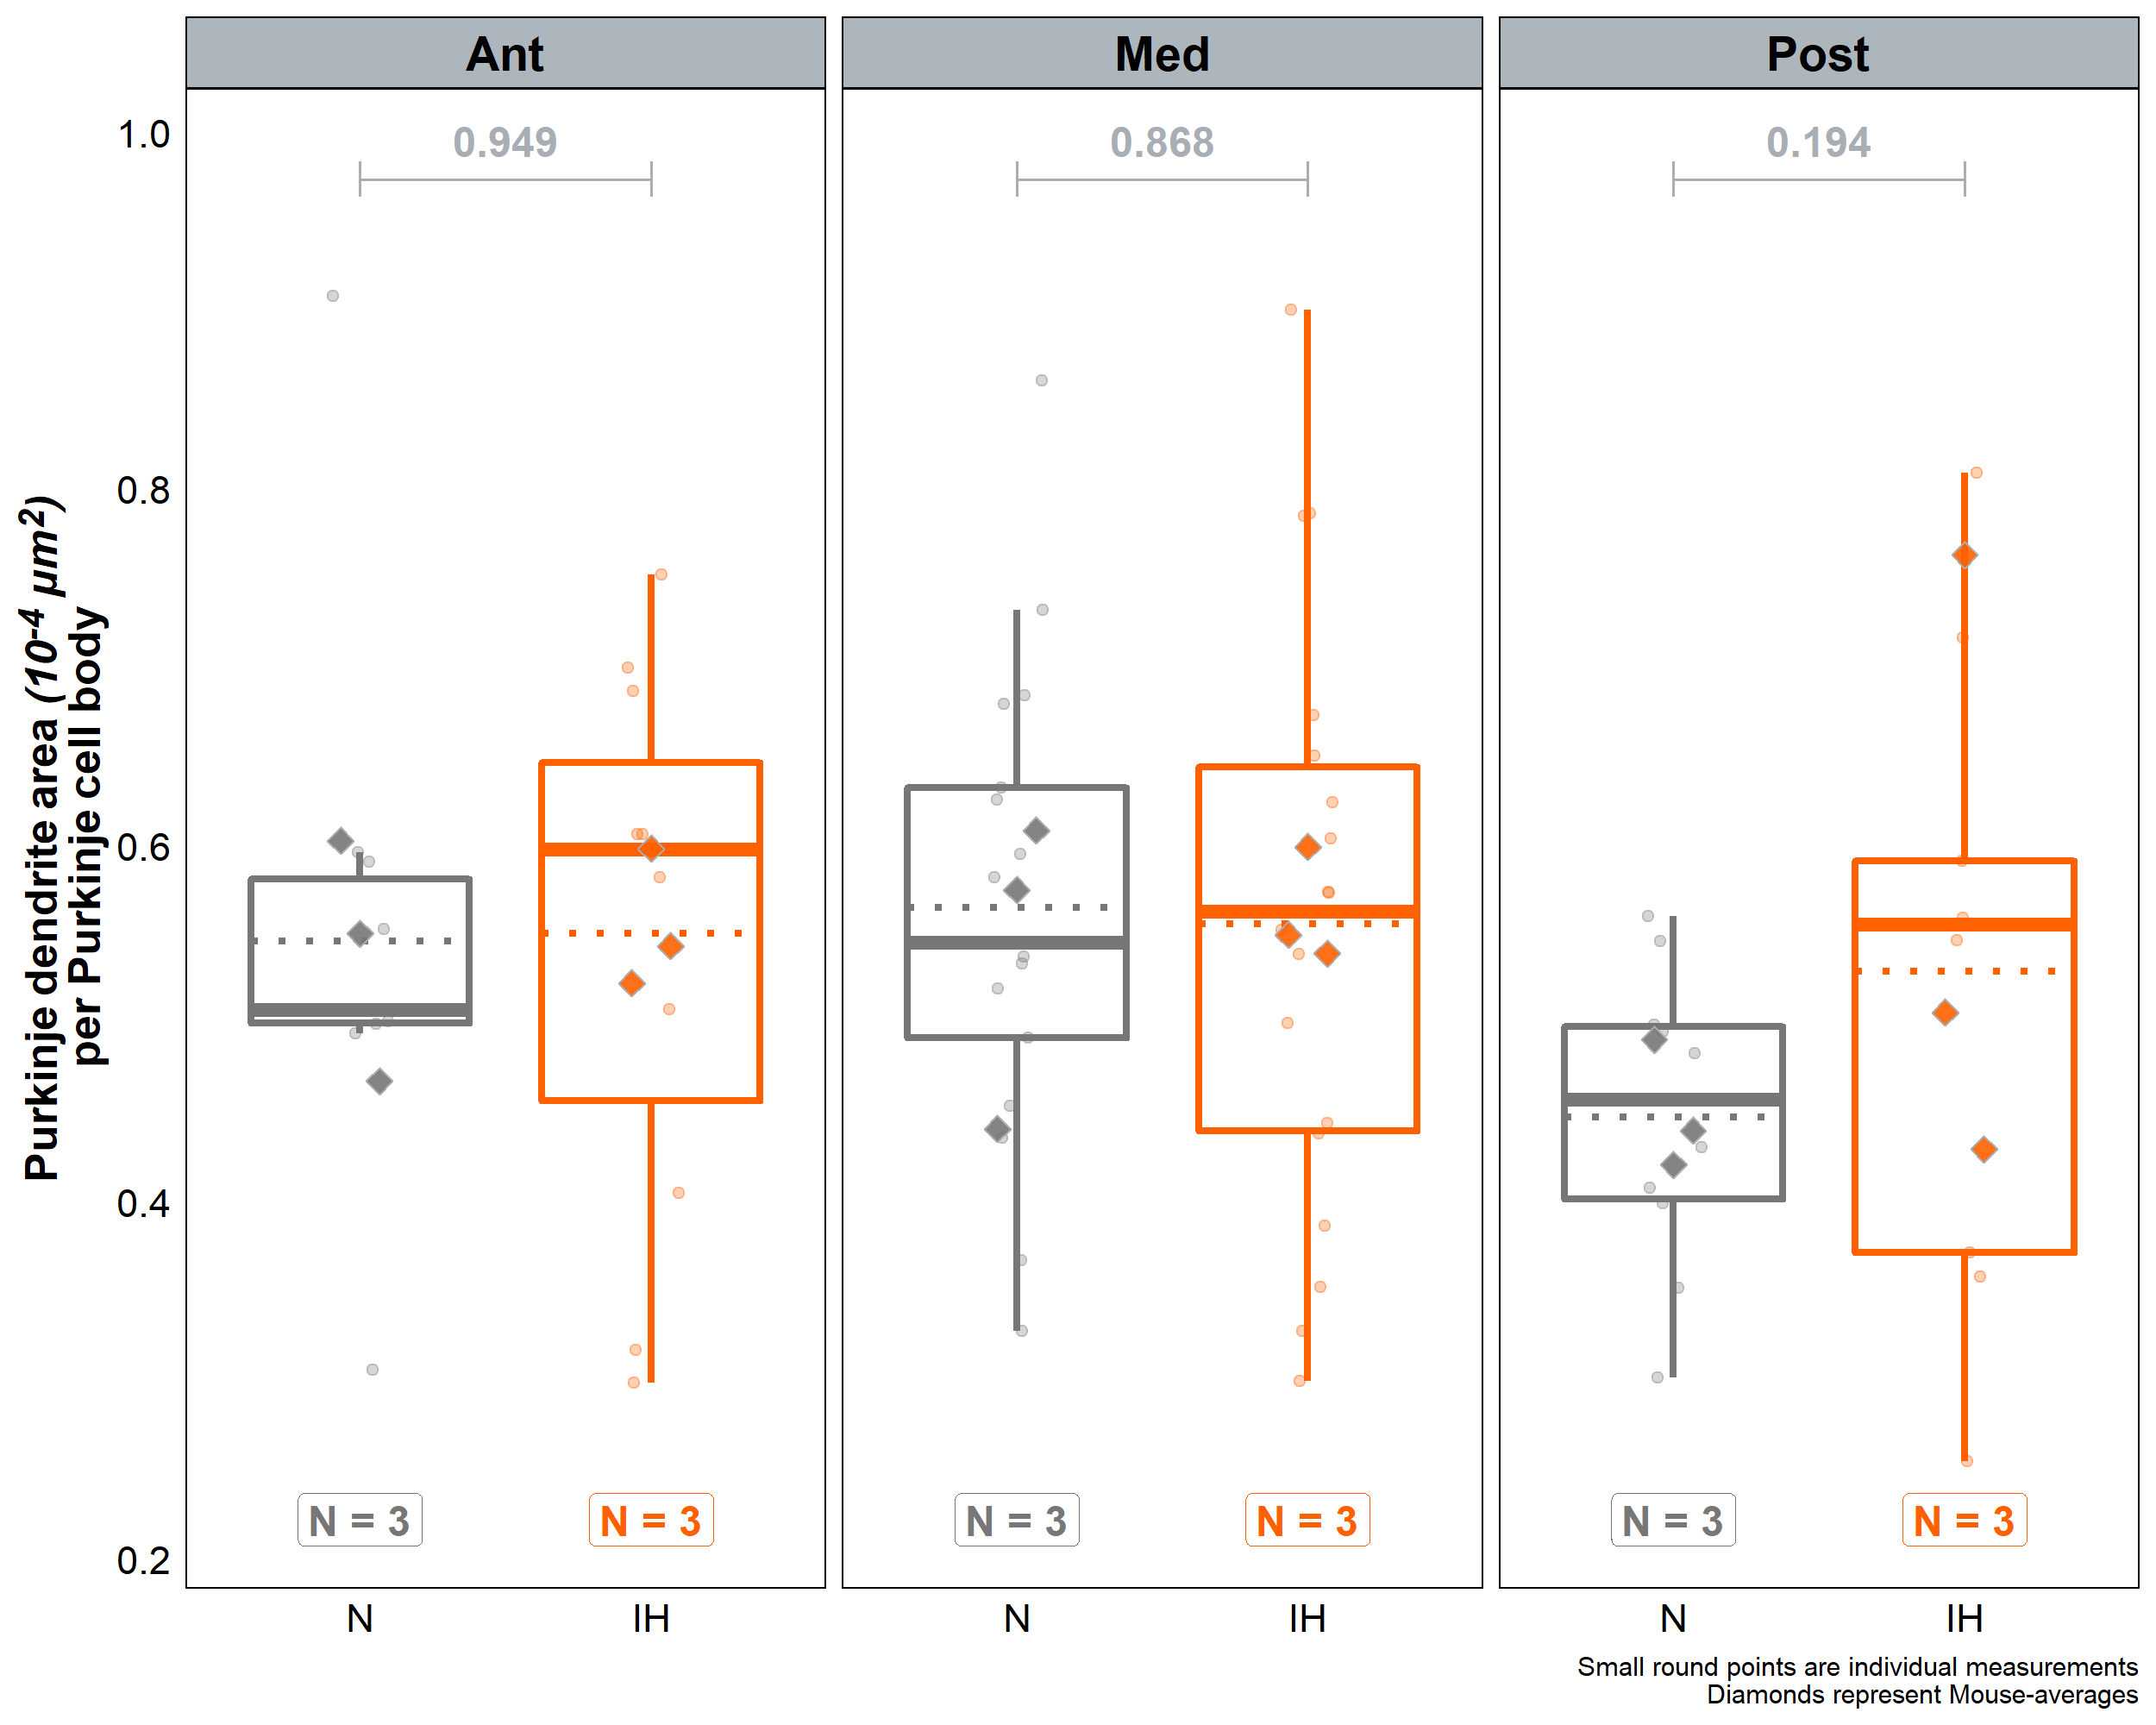 Ant
Med
Post
0.949
0.868
0.194
1.0
0.8
0.6
0.4
0.2
Purkinje dendrite area (10⁻⁴ µm²)
per Purkinje cell body
N = 3
N = 3
N = 3
N = 3
N = 3
N = 3
N
IH
N
IH
N
IH
Small round points are individual measurements
Diamonds represent Mouse-averages